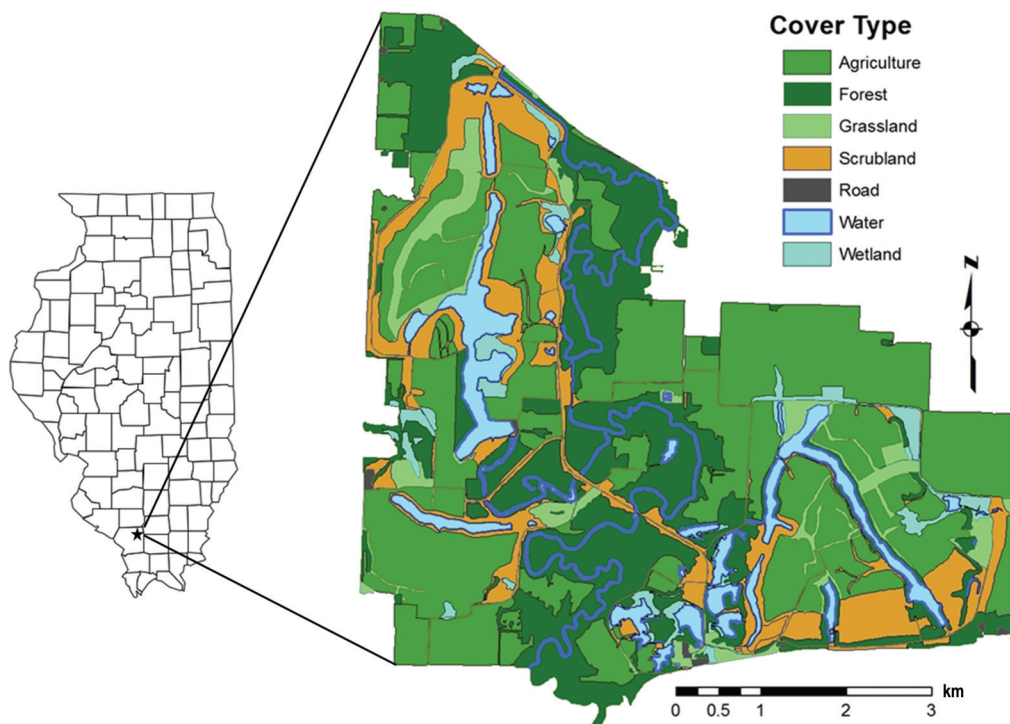 Cover Type
Agriculture
Forest
Grassland
Scrubland
Road
Water
Wetland
N
0 0.5 1 2 3 km